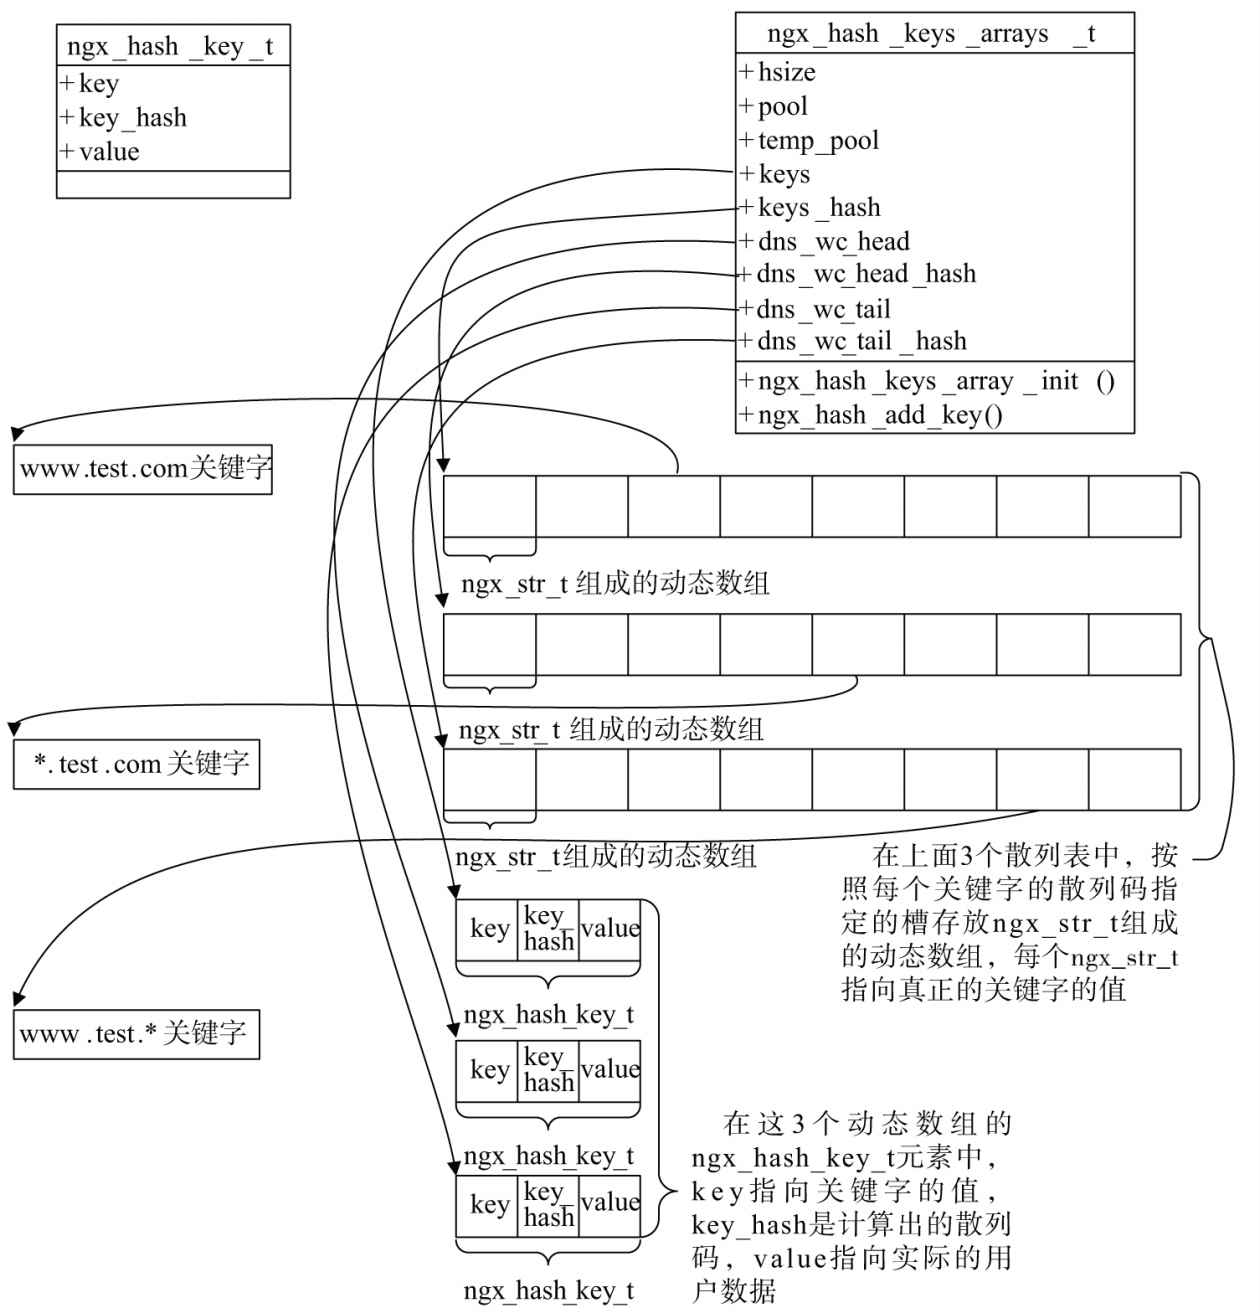 ngx_hash_key_t
+key
+key_hash
+value
ngx_hash_keys_arrays_t
+hsize
+pool
+temp_pool
+keys
+keys_hash
+dns_wc_head
+dns_wc_head_hash
+dns_wc_tail
+dns_wc_tail_hash
+ngx_hash_keys_array_init ()
+ngx_hash_add_key()
www.test.com关键字
ngx_str_t 组成的动态数组
ngx_str_t 组成的动态数组
*.test.com关键字
ngx_str_t组成的动态数组
在上面3个散列表中，按
照每个关键字的散列码指
定的槽存放ngx_str_t组成
的动态数组，每个ngx_str_t
指向真正的关键字的值
key
key_
hash
value
ngx_hash_key_t
www.test.*关键字
key
key_
hash
value
ngx_hash_key_t
key
key_
hash
value
ngx_hash_key_t
在这3个动态数组的
ngx_hash_key_t元素中，
key指向关键字的值，
key_hash是计算出的散列
码，value指向实际的用
户数据